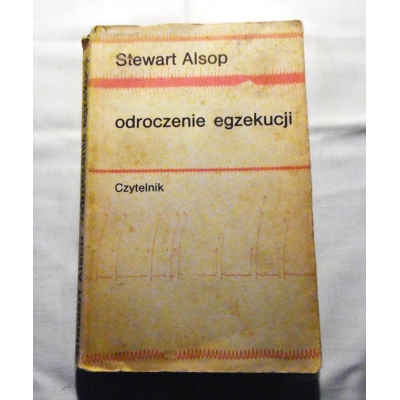 Stewart Alsop
odroczenie egzekucji
Czytelnik